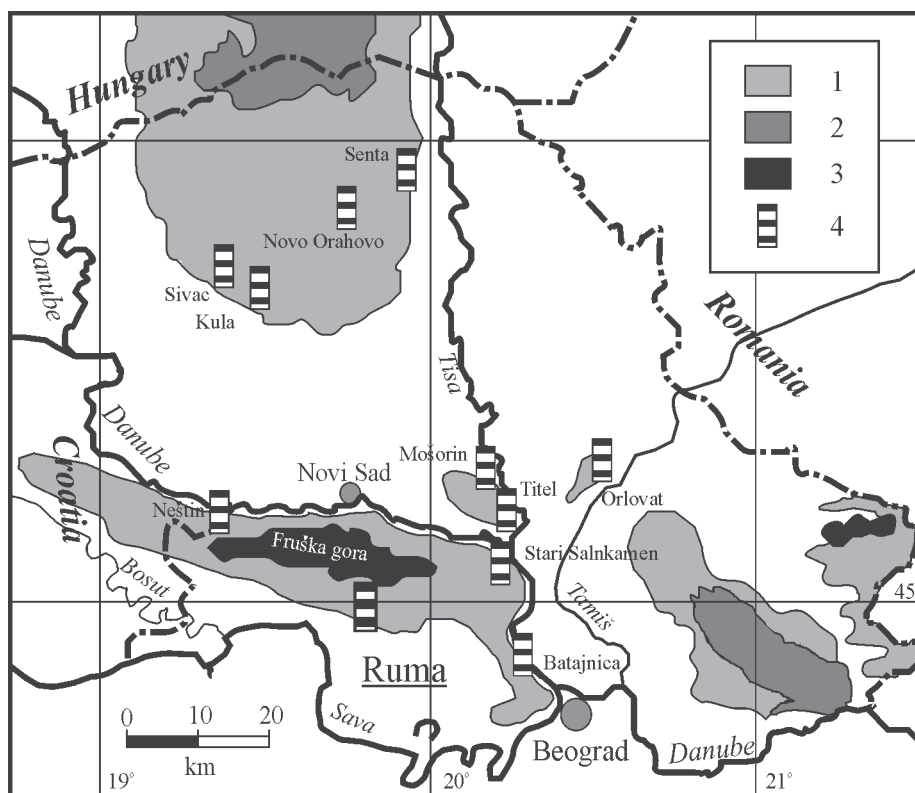 Hungary
1
2
3
4
Senta
Novo Orahovo
Sivac
Kula
Danube
Romania
Tisa
Danube
Croatia
Mošorin
Novi Sad
Titel
Orlovat
Neštin
Fruška gora
Stari Salnkamen
Bosut
45
Tamiš
Ruma
Batajnica
0 10 20
km
Sava
Beograd
Danube
19°
20°
21°